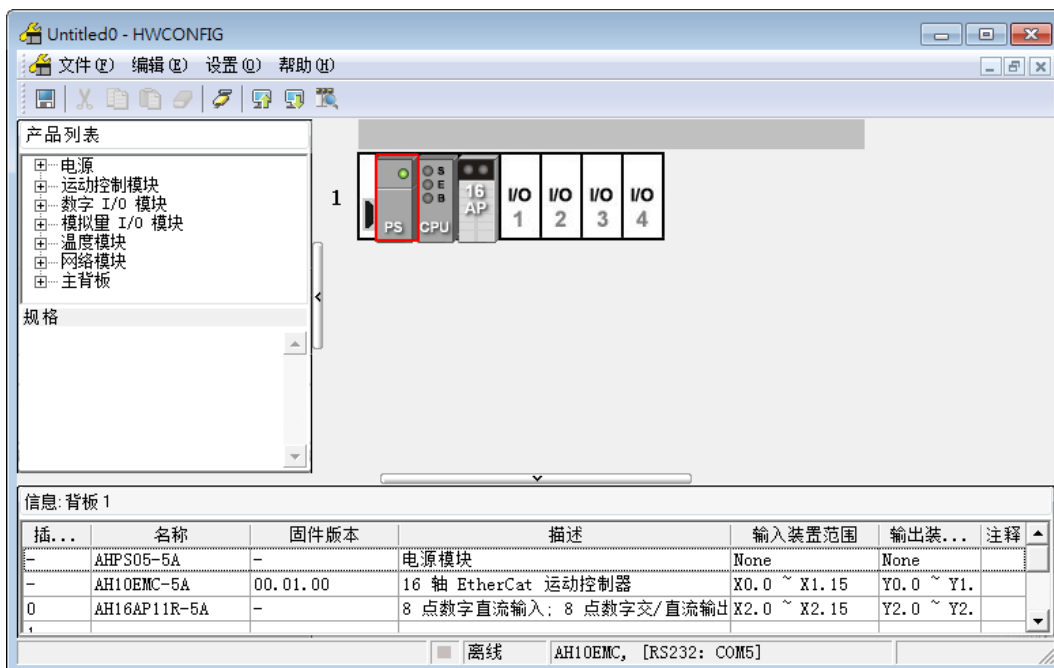 Untitled0 - HWCONFIG
文件(F) 编辑(E) 设置(O) 帮助(H)
产品列表
电源
运动控制模块
数字 I/O 模块
模拟量 I/O 模块
温度模块
网络模块
主背板
规格
1
PS
S
E
B
CPU
16
AP
I/O I/O I/O I/O
1 2 3 4
信息:背板 1
插... 名称 固件版本 描述 输入装置范围 输出装... 注释
- AHPS05-5A - 电源模块 None None
- AH10EMC-5A 00.01.00 16 轴 EtherCat 运动控制器 X0.0 ~ X1.15 Y0.0 ~ Y1.
0 AH16AP11R-5A - 8 点数字直流输入; 8 点数字交/直流输出 X2.0 ~ X2.15 Y2.0 ~ Y2.
离线 AH10EMC, [RS232: COM5]